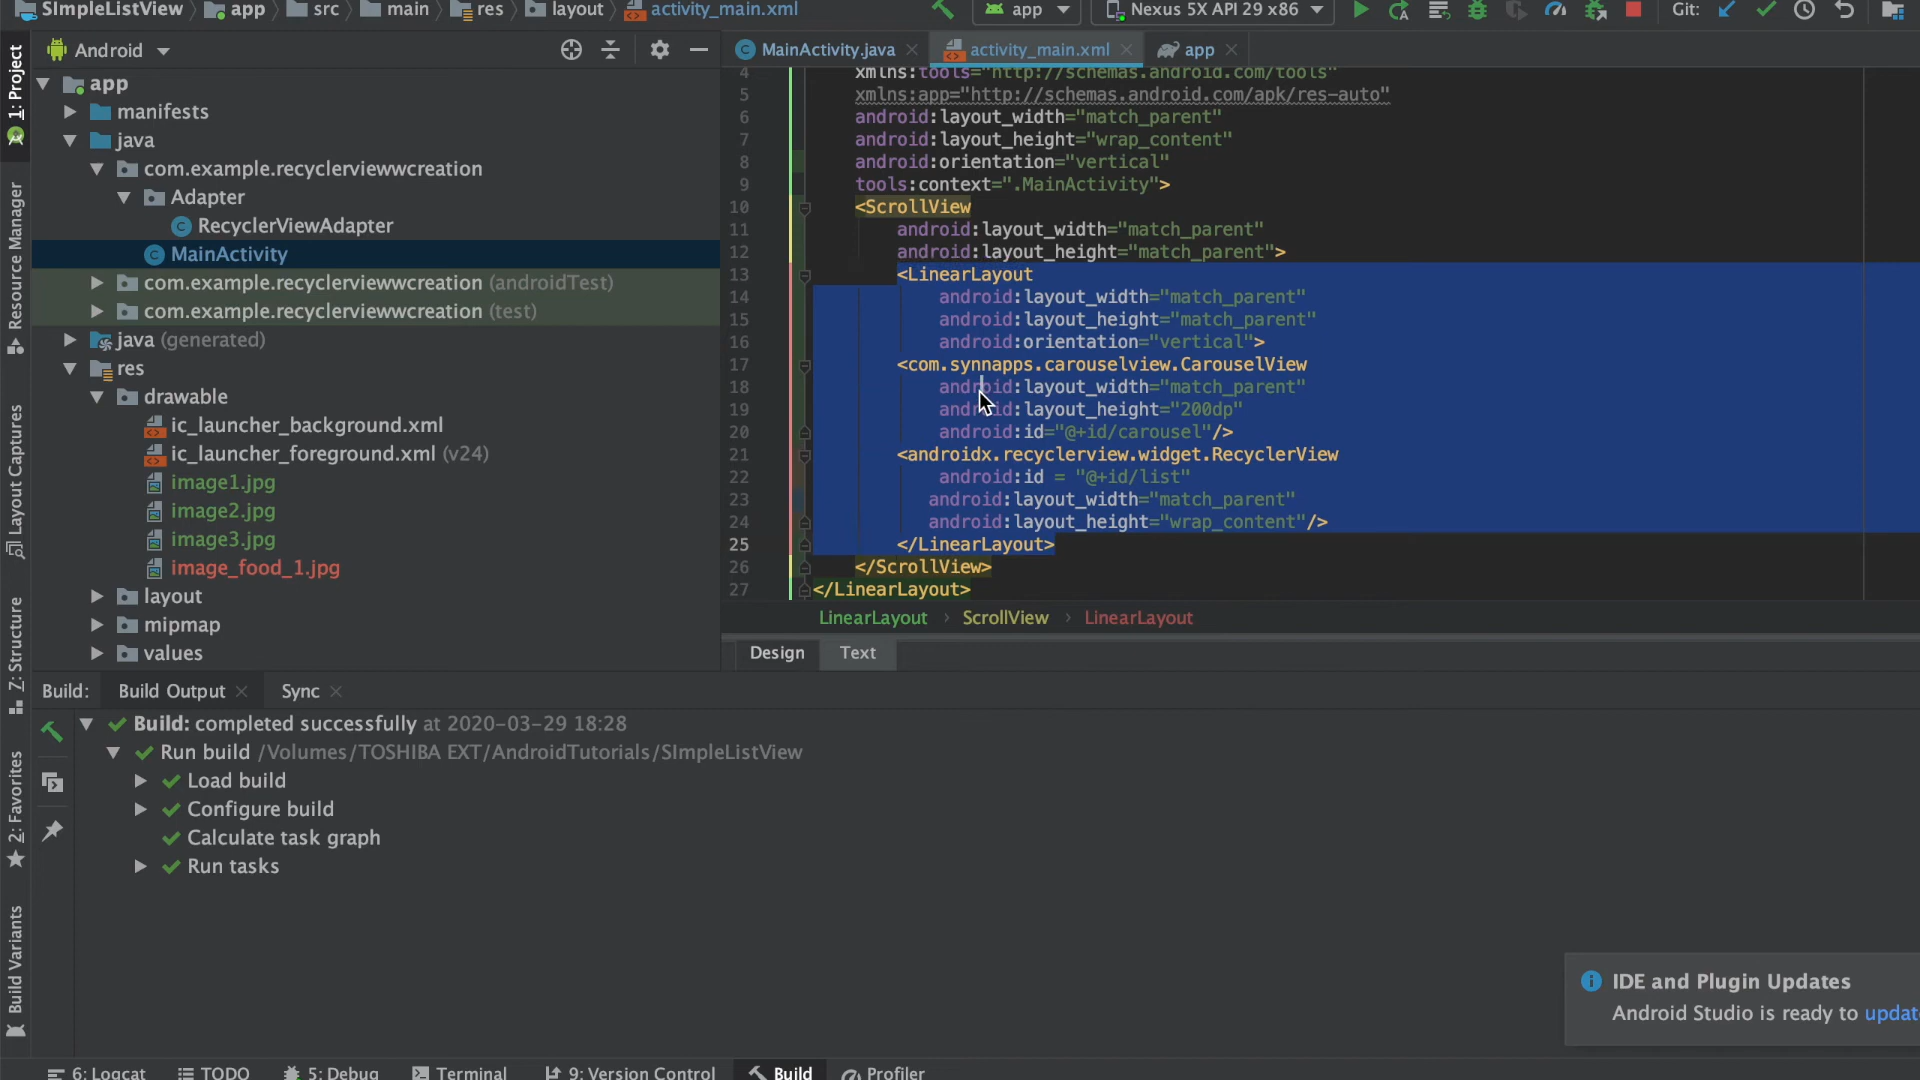 SImpleListView
app
src
main
res
layout
activity_main.xml
app
Nexus 5X API 29 x86
Git:
1: Project
Resource Manager
Layout Captures
Z: Structure
2: Favorites
Build Variants
Android
app
manifests
java
com.example.recyclerviewwcreation
Adapter
RecyclerViewAdapter
MainActivity
com.example.recyclerviewwcreation (androidTest)
com.example.recyclerviewwcreation (test)
java (generated)
res
drawable
ic_launcher_background.xml
ic_launcher_foreground.xml (v24)
image1.jpg
image2.jpg
image3.jpg
image_food_1.jpg
layout
mipmap
values
MainActivity.java
activity_main.xml
app
4 xmlns:tools="http://schemas.android.com/tools"
5 xmlns:app="http://schemas.android.com/apk/res-auto"
6 android:layout_width="match_parent"
7 android:layout_height="wrap_content"
8 android:orientation="vertical"
9 tools:context=".MainActivity">
10 <ScrollView
11 android:layout_width="match_parent"
12 android:layout_height="match_parent">
13 <LinearLayout
14 android:layout_width="match_parent"
15 android:layout_height="match_parent"
16 android:orientation="vertical">
17 <com.synnapps.carouselview.CarouselView
18 android:layout_width="match_parent"
19 android:layout_height="200dp"
20 android:id="@+id/carousel"/>
21 <androidx.recyclerview.widget.RecyclerView
22 android:id = "@+id/list"
23 android:layout_width="match_parent"
24 android:layout_height="wrap_content"/>
25 </LinearLayout>
26 </ScrollView>
27 </LinearLayout>
LinearLayout › ScrollView › LinearLayout
Design
Text
Build:
Build Output
Sync
Build: completed successfully at 2020-03-29 18:28
Run build /Volumes/TOSHIBA EXT/AndroidTutorials/SImpleListView
Load build
Configure build
Calculate task graph
Run tasks
IDE and Plugin Updates
Android Studio is ready to updat
6: Logcat
TODO
5: Debug
Terminal
9: Version Control
Build
Profiler